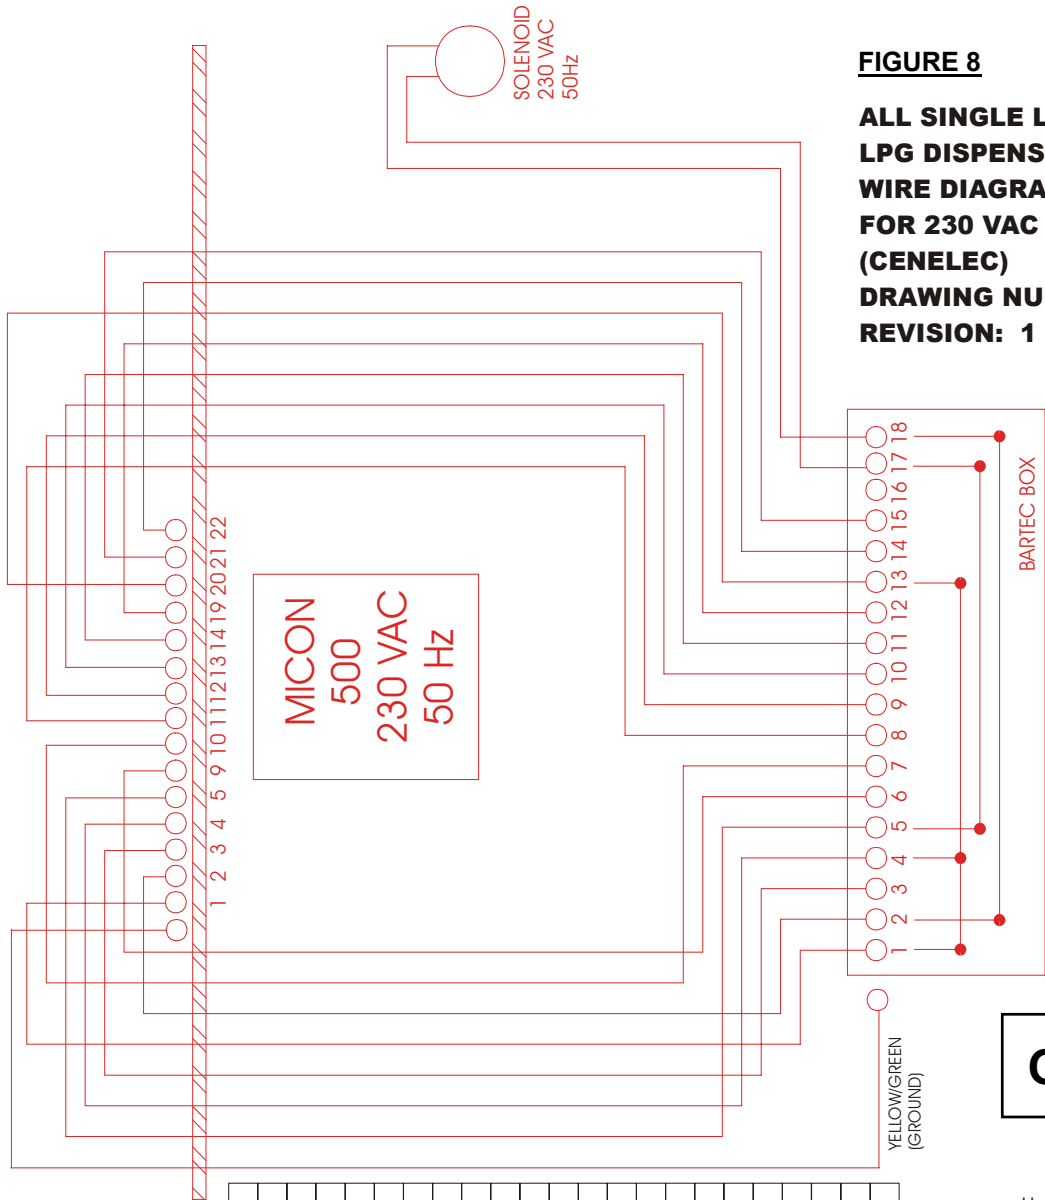 FIGURE 8
ALL SINGLE L
LPG DISPENS
WIRE DIAGRA
FOR 230 VAC
(CENELEC)
DRAWING NU
REVISION: 1
SOLENOID
230 VAC
50Hz
22
21
20
19
14
13
12
11
10
9
5
4
3
2
1
MICON
500
230 VAC
50 Hz
18
17
16
15
14
13
12
11
10
9
8
7
6
5
4
3
2
1
BARTEC BOX
YELLOW/GREEN
(GROUND)